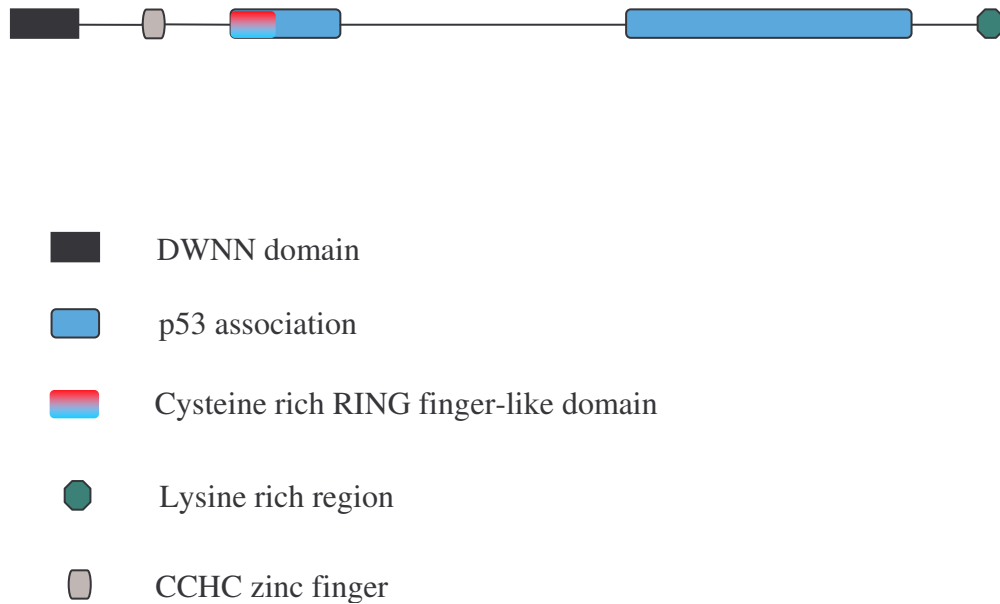 DWNN domain
p53 association
Cysteine rich RING finger-like domain
Lysine rich region
CCHC zinc finger